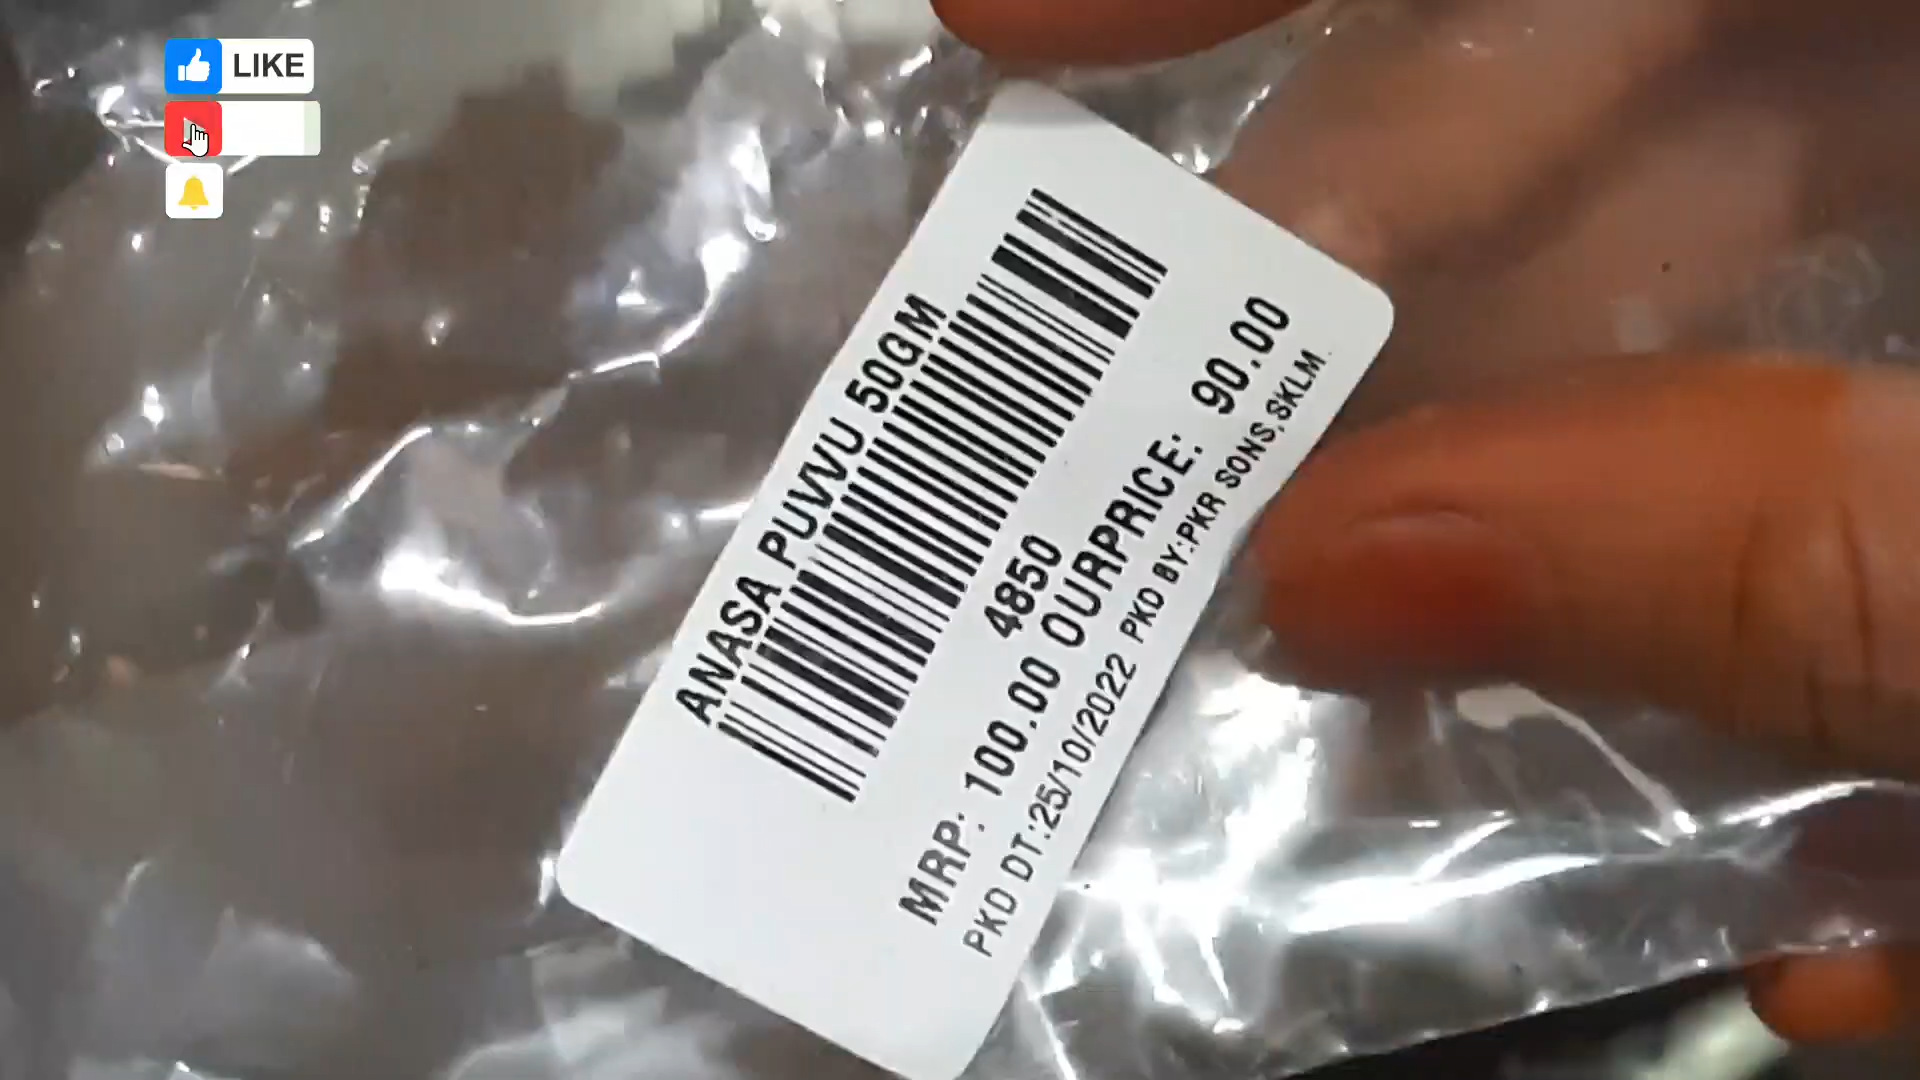 LIKE
ANASA PUVVU 50GM
4850
MRP: 100.00 OURPRICE: 90.00
PKD DT:25/10/2022 PKD BY:PKR SONS,SKLM.